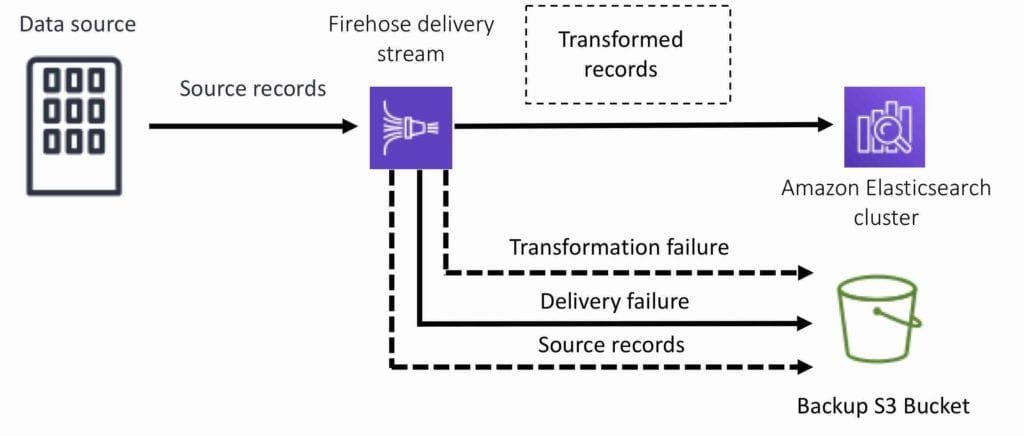 Data source
Firehose delivery
stream
Transformed
records
Source records
Amazon Elasticsearch
cluster
Transformation failure
Delivery failure
Source records
Backup S3 Bucket